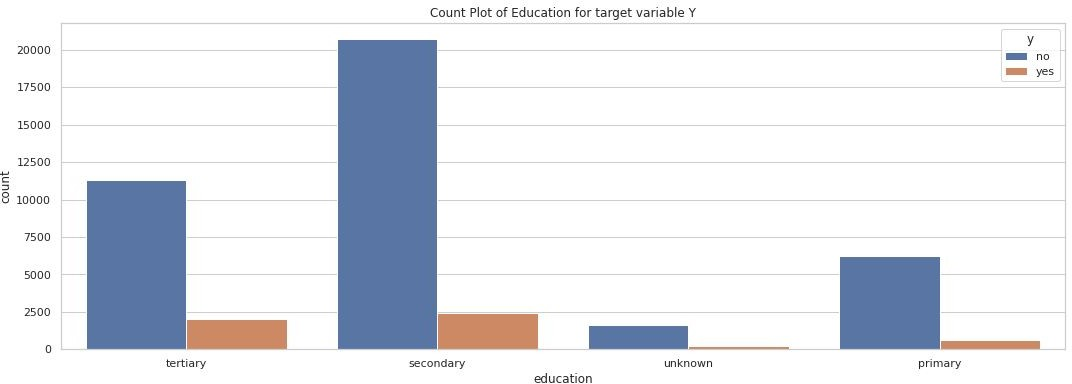 Count Plot of Education for target variable Y
y
no
yes
20000
17500
15000
12500
10000
7500
5000
2500
0
count
tertiary secondary unknown primary
education